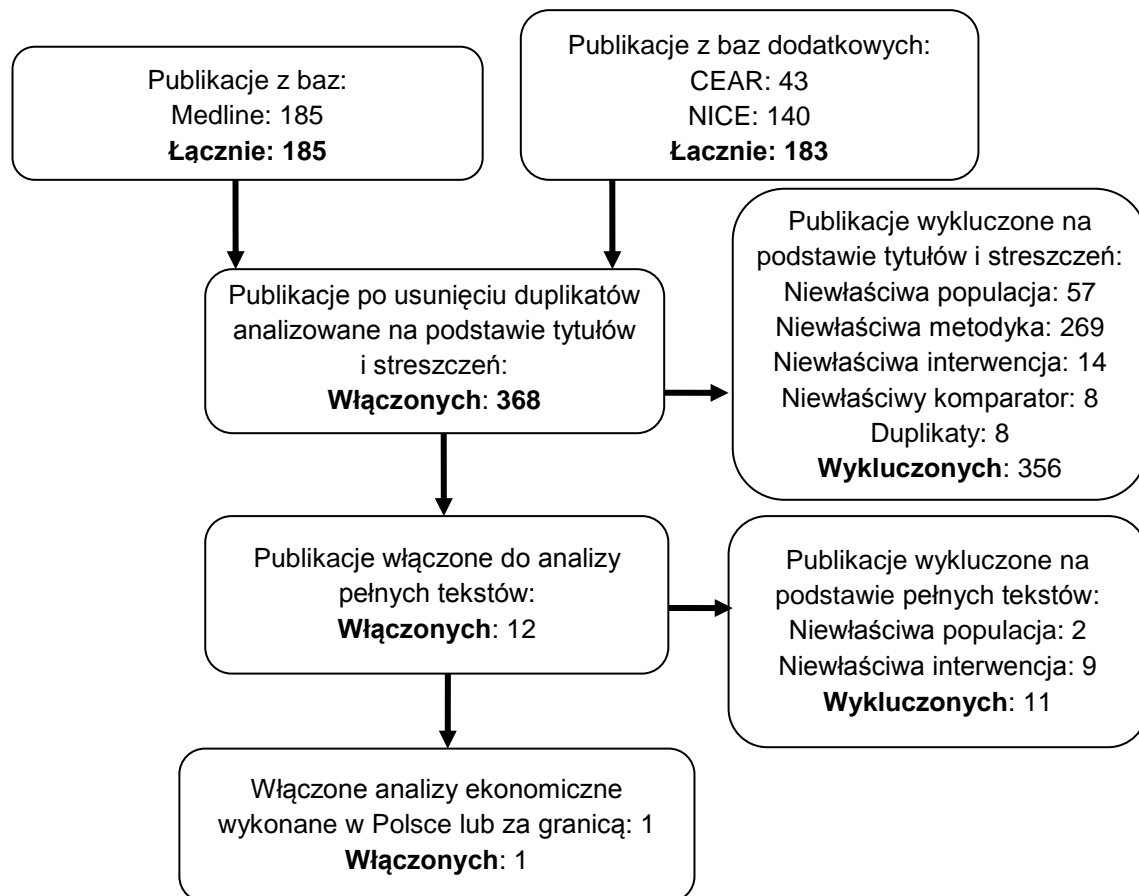 Publikacje z baz:
Medline: 185
Łącznie: 185
Publikacje z baz dodatkowych:
CEAR: 43
NICE: 140
Łącznie: 183
Publikacje po usunięciu duplikatów
analizowane na podstawie tytułów
i streszczeń:
Włączonych: 368
Publikacje wykluczone na
podstawie tytułów i streszczeń:
Niewłaściwa populacja: 57
Niewłaściwa metodyka: 269
Niewłaściwa interwencja: 14
Niewłaściwy komparator: 8
Duplikaty: 8
Wykluczonych: 356
Publikacje włączone do analizy
pełnych tekstów:
Włączonych: 12
Publikacje wykluczone na
podstawie pełnych tekstów:
Niewłaściwa populacja: 2
Niewłaściwa interwencja: 9
Wykluczonych: 11
Włączone analizy ekonomiczne
wykonane w Polsce lub za granicą: 1
Włączonych: 1